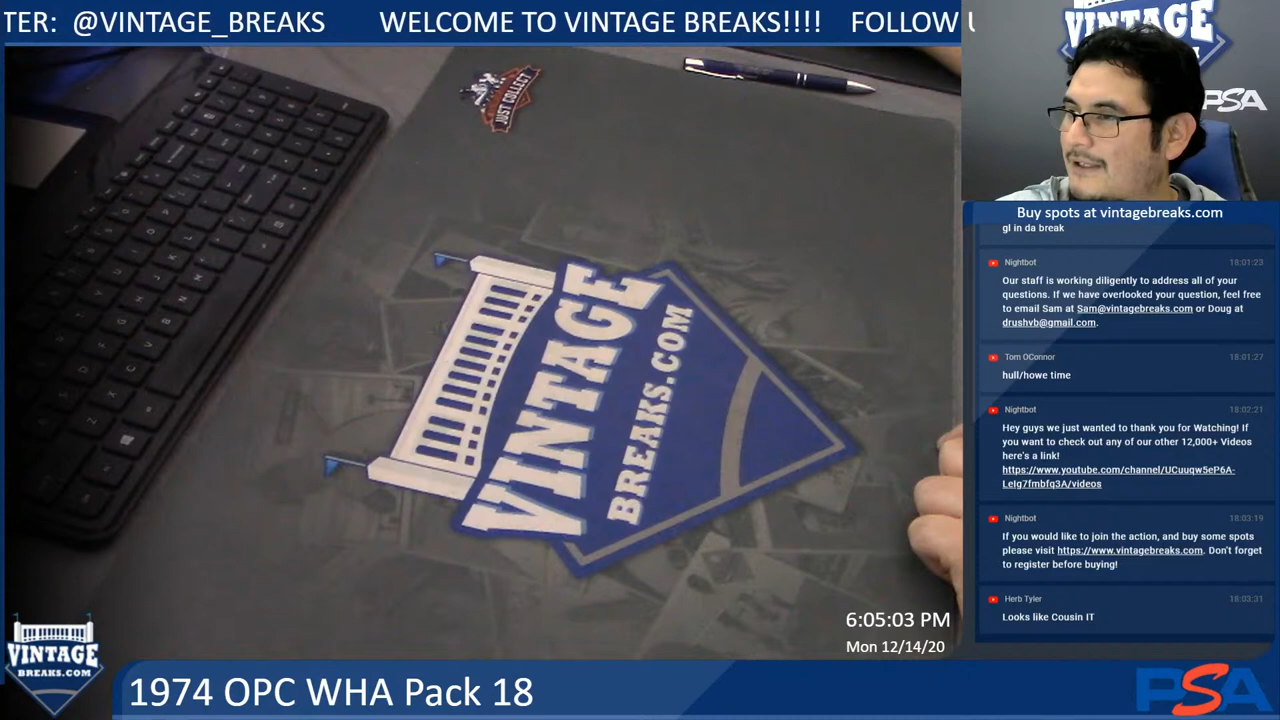 TER: @VINTAGE_BREAKS WELCOME TO VINTAGE BREAKS!!!! FOLLOW
VINTAGE
PSA
JUST COLLECT
VINTAGE
BREAKS.COM
Buy spots at vintagebreaks.com
gl in da break
Nightbot 18:01:23
Our staff is working diligently to address all of your
questions. If we have overlooked your question, feel free
to email Sam at Sam@vintagebreaks.com or Doug at
drushvb@gmail.com.
Tom OConnor 18:01:27
hull/howe time
Nightbot 18:02:21
Hey guys we just wanted to thank you for Watching! If
you want to check out any of our other 12,000+ Videos
here's a link!
https://www.youtube.com/channel/UCuuqw5eP6A-
LeIg7fmbfq3A/videos
Nightbot 18:03:19
If you would like to join the action, and buy some spots
please visit https://www.vintagebreaks.com. Don't forget
to register before buying!
Herb Tyler 18:03:31
Looks like Cousin IT
6:05:03 PM
Mon 12/14/20
VINTAGE
BREAKS.COM
1974 OPC WHA Pack 18
PSA